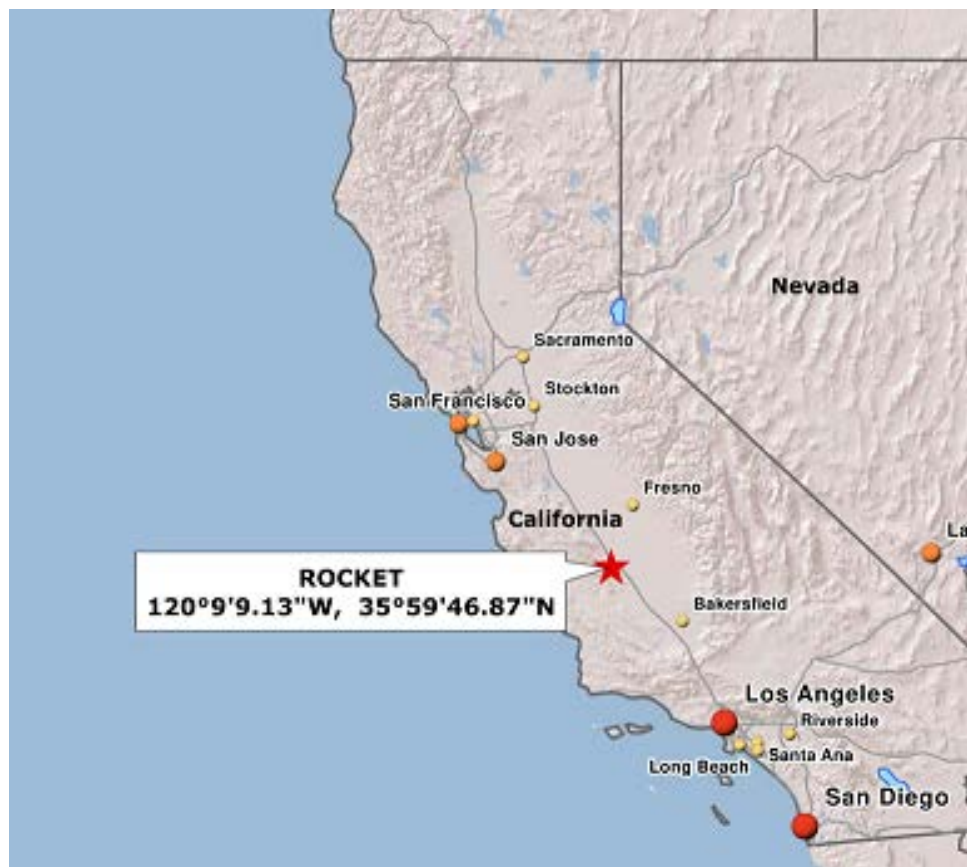 Nevada
Sacramento
Stockton
San Francisco
San Jose
Fresno
California
La
ROCKET
120°9'9.13"W, 35°59'46.87"N
Bakersfield
Los Angeles
Riverside
Santa Ana
Long Beach
San Diego